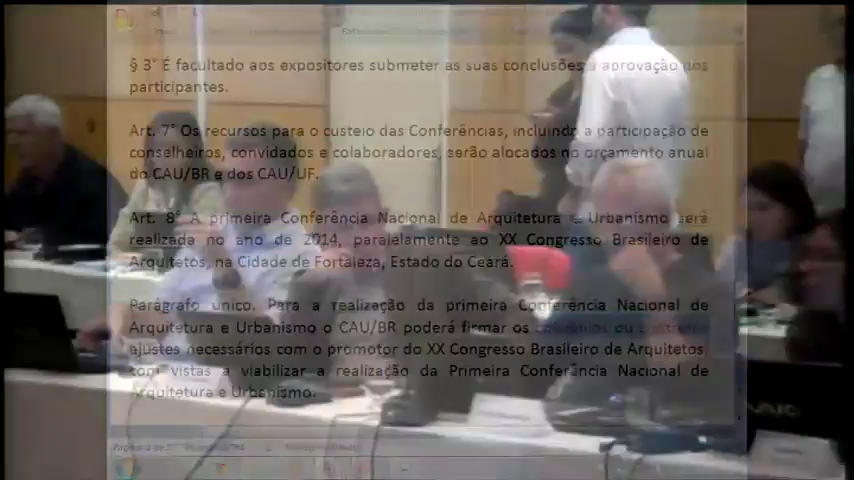 § 3° É facultado aos expositores submeter as suas conclusões à aprovação dos
participantes.
Art. 7° Os recursos para o custeio das Conferências, incluindo a participação de
conselheiros, convidados e colaboradores, serão alocados no orçamento anual
do CAU/BR e dos CAU/UF.
Art. 8° A primeira Conferência Nacional de Arquitetura e Urbanismo será
realizada no ano de 2014, paralelamente ao XX Congresso Brasileiro de
Arquitetos, na Cidade de Fortaleza, Estado do Ceará.
Parágrafo único. Para a realização da primeira Conferência Nacional de
Arquitetura e Urbanismo o CAU/BR poderá firmar os convênios ou
ajustes necessários com o promotor do XX Congresso Brasileiro de Arquitetos,
com vistas a viabilizar a realização da Primeira Conferência Nacional de
Arquitetura e Urbanismo.